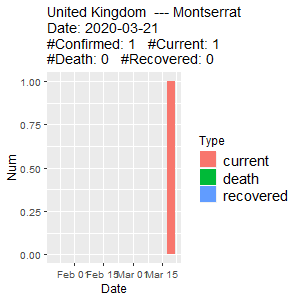 United Kingdom  --- Montserrat
Date: 2020-03-21
#Confirmed: 1   #Current: 1
#Death: 0   #Recovered: 0
1.00
0.75
0.50
0.25
0.00
Num
Feb 01 Feb 15 Mar 01 Mar 15
Date
Type
current
death
recovered